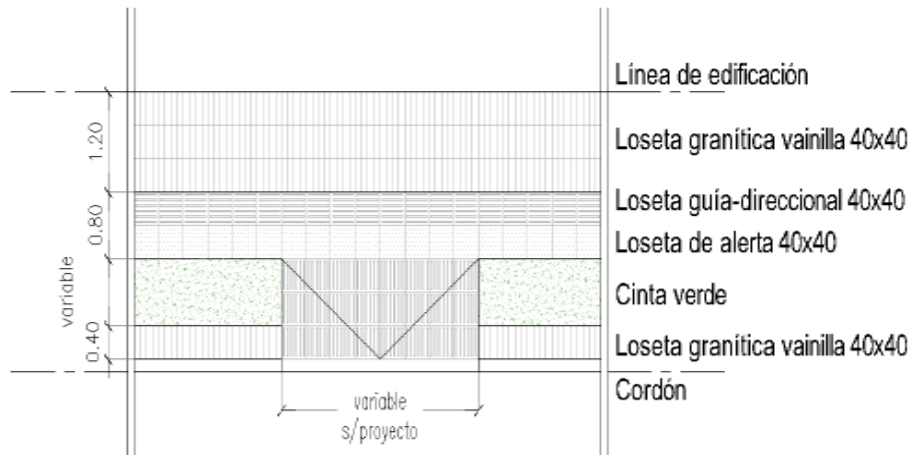 Línea de edificación
1.20
Loseta granítica vainilla 40x40
Loseta guía-direccional 40x40
0.80
Loseta de alerta 40x40
variable
Cinta verde
0.40
Loseta granítica vainilla 40x40
Cordón
variable
s/proyecto